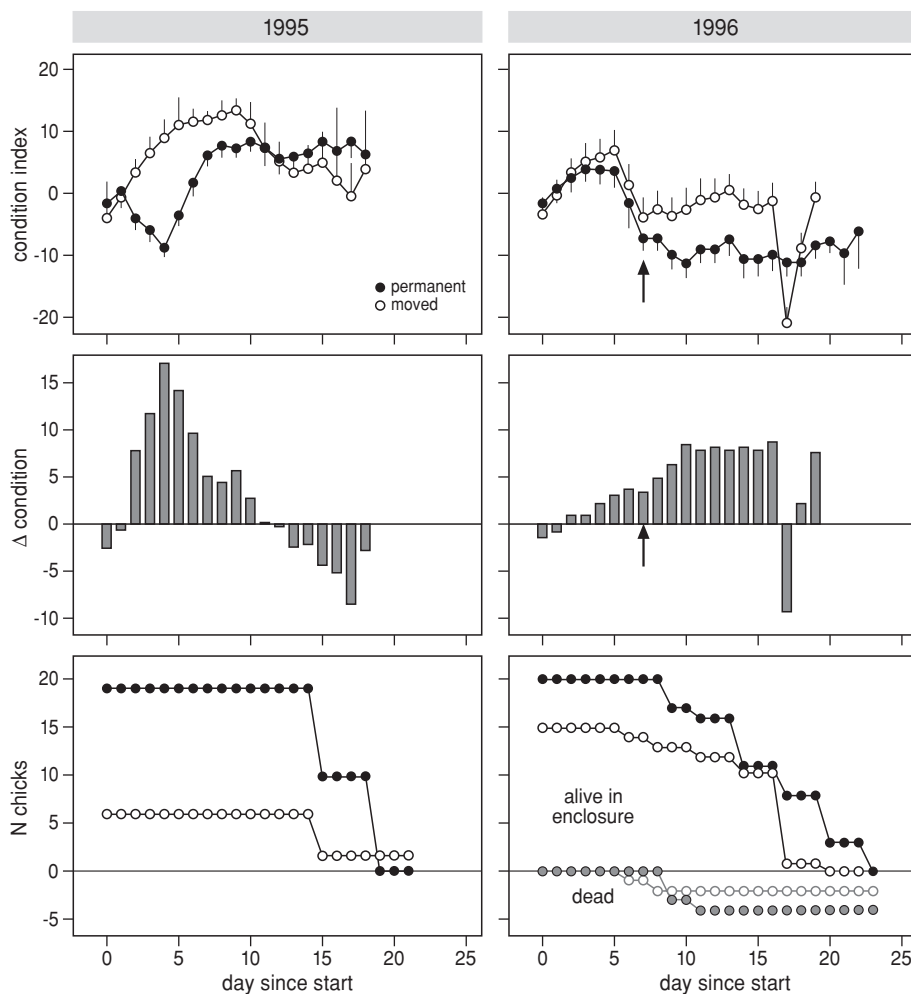 1995
1996
condition index
20
10
0
-10
-20
permanent
moved
Δ condition
15
10
5
0
-5
-10
N chicks
20
15
10
5
0
-5
alive in
enclosure
dead
0 5 10 15 20 25
0 5 10 15 20 25
day since start
day since start